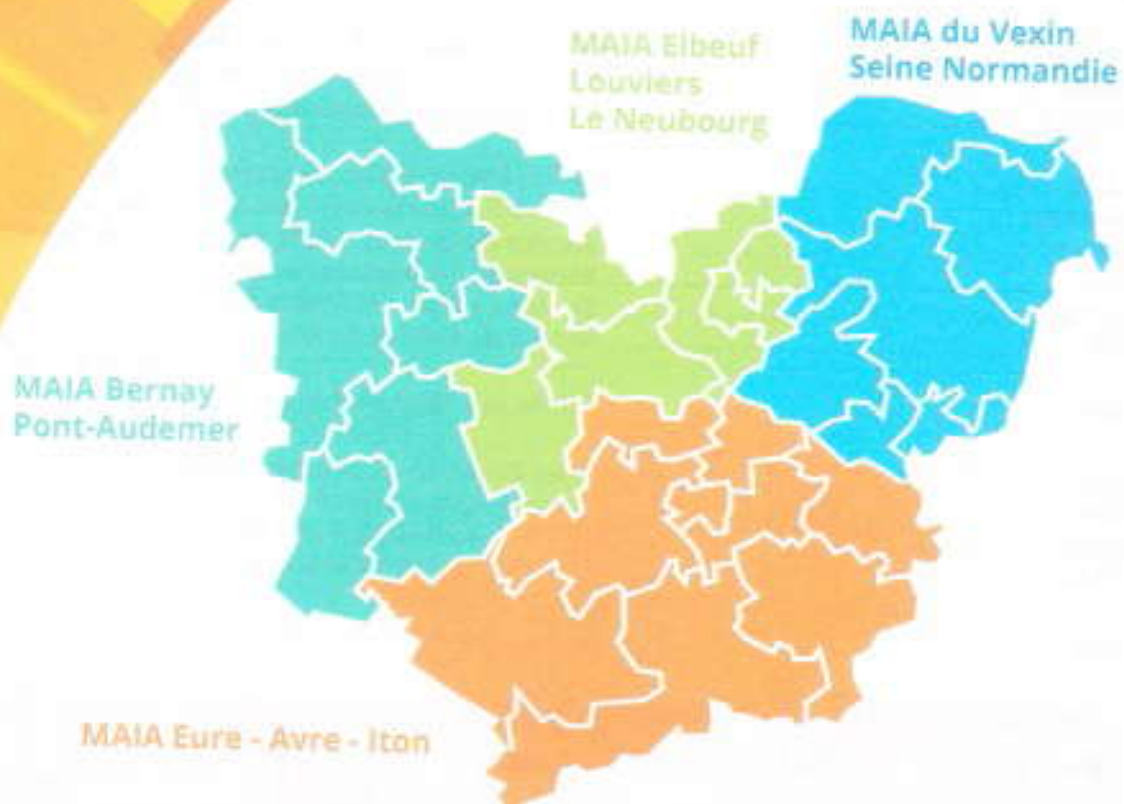 MAIA Elbeuf
Louviers
Le Neubourg
MAIA du Vexin
Seine Normandie
MAIA Bernay
Pont-Audemer
MAIA Eure - Avre - Iton